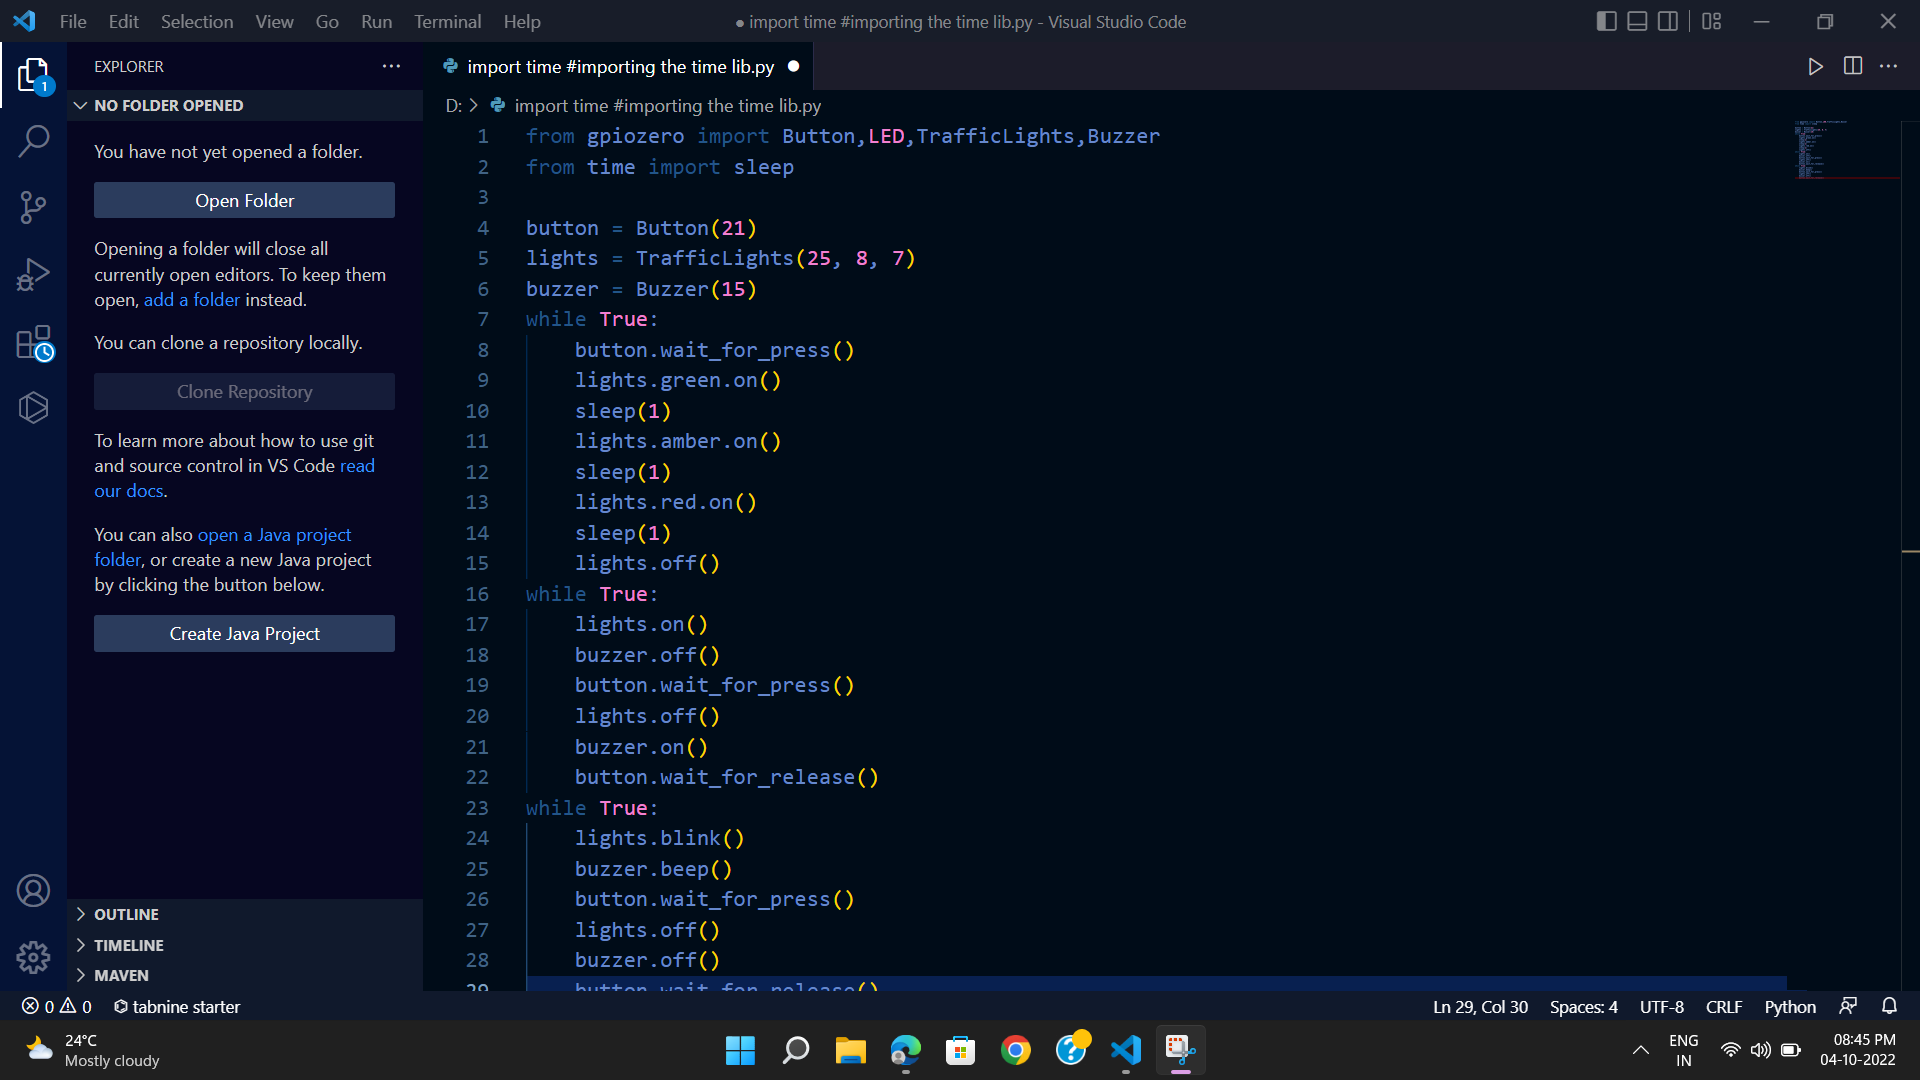 File Edit Selection View Go Run Terminal Help
● import time #importing the time lib.py - Visual Studio Code
EXPLORER
1
NO FOLDER OPENED
You have not yet opened a folder.
Open Folder
Opening a folder will close all
currently open editors. To keep them
open, add a folder instead.
You can clone a repository locally.
Clone Repository
To learn more about how to use git
and source control in VS Code read
our docs.
You can also open a Java project
folder, or create a new Java project
by clicking the button below.
Create Java Project
OUTLINE
TIMELINE
MAVEN
import time #importing the time lib.py
D: > import time #importing the time lib.py
1 from gpiozero import Button,LED,TrafficLights,Buzzer
2 from time import sleep
3
4 button = Button(21)
5 lights = TrafficLights(25, 8, 7)
6 buzzer = Buzzer(15)
7 while True:
8     button.wait_for_press()
9     lights.green.on()
10     sleep(1)
11     lights.amber.on()
12     sleep(1)
13     lights.red.on()
14     sleep(1)
15     lights.off()
16 while True:
17     lights.on()
18     buzzer.off()
19     button.wait_for_press()
20     lights.off()
21     buzzer.on()
22     button.wait_for_release()
23 while True:
24     lights.blink()
25     buzzer.beep()
26     button.wait_for_press()
27     lights.off()
28     buzzer.off()
29     button.wait_for_release()
0 0 tabnine starter
Ln 29, Col 30 Spaces: 4 UTF-8 CRLF Python
24°C
Mostly cloudy
ENG
IN
08:45 PM
04-10-2022